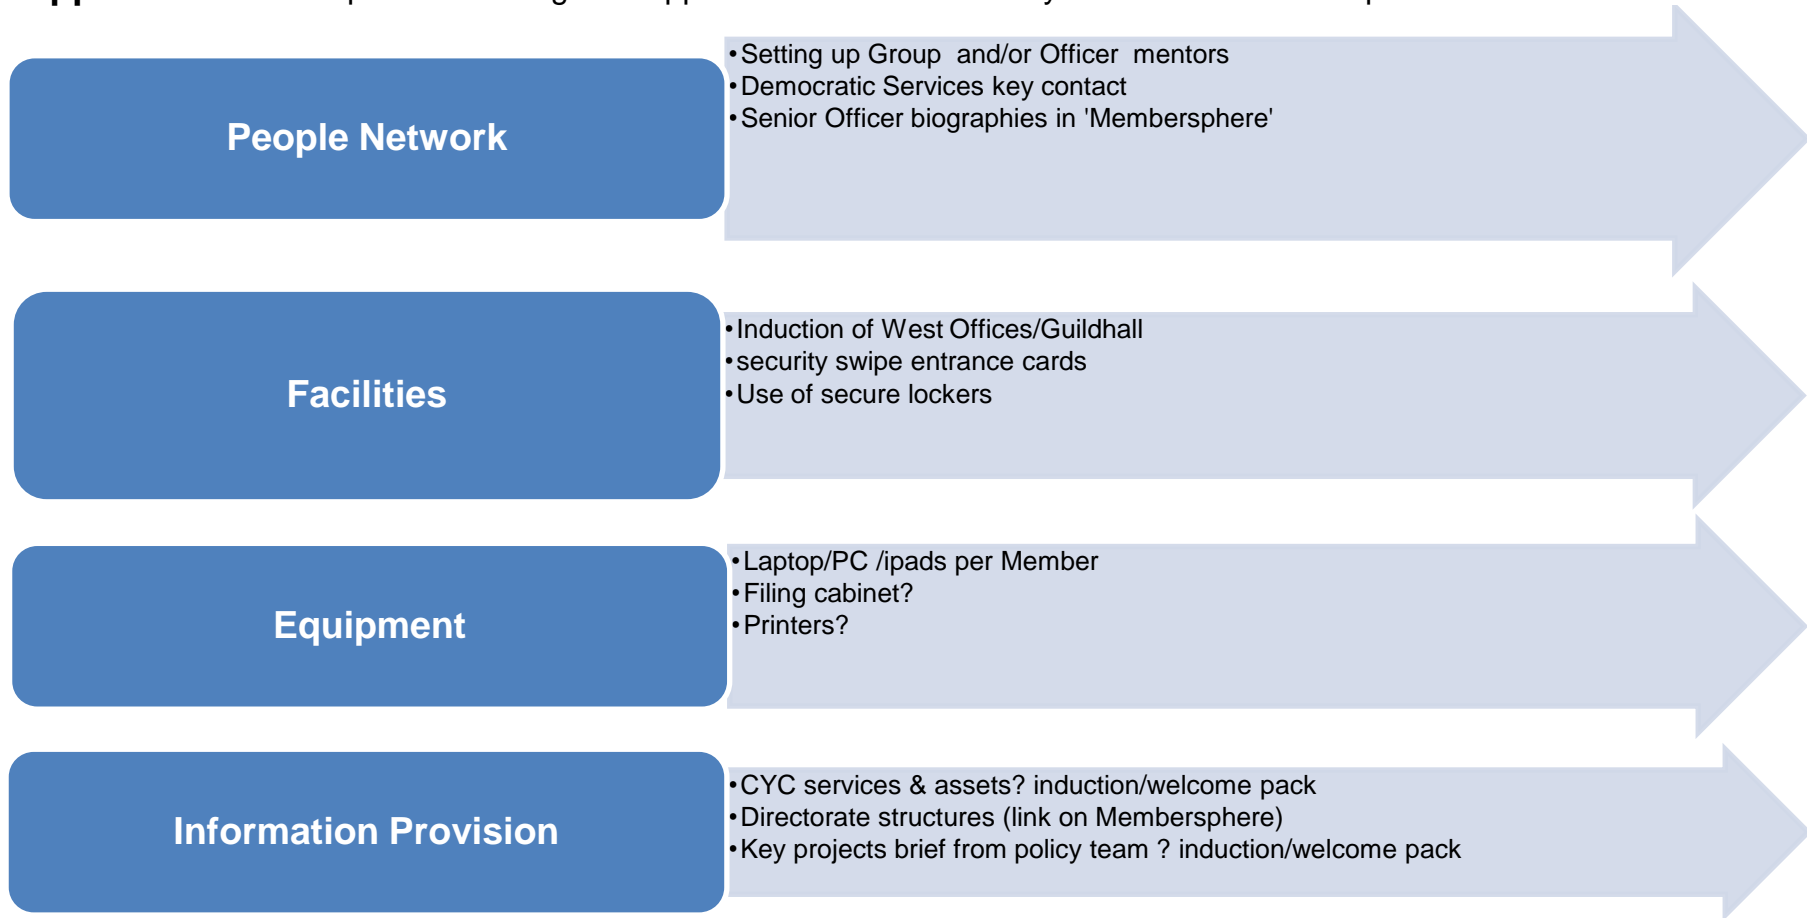 People Network
•Setting up Group and/or Officer mentors
•Democratic Services key contact
•Senior Officer biographies in 'Membersphere'
Facilities
•Induction of West Offices/Guildhall
•security swipe entrance cards
•Use of secure lockers
Equipment
•Laptop/PC /ipads per Member
•Filing cabinet?
•Printers?
Information Provision
•CYC services & assets? induction/welcome pack
•Directorate structures (link on Membersphere)
•Key projects brief from policy team ? induction/welcome pack